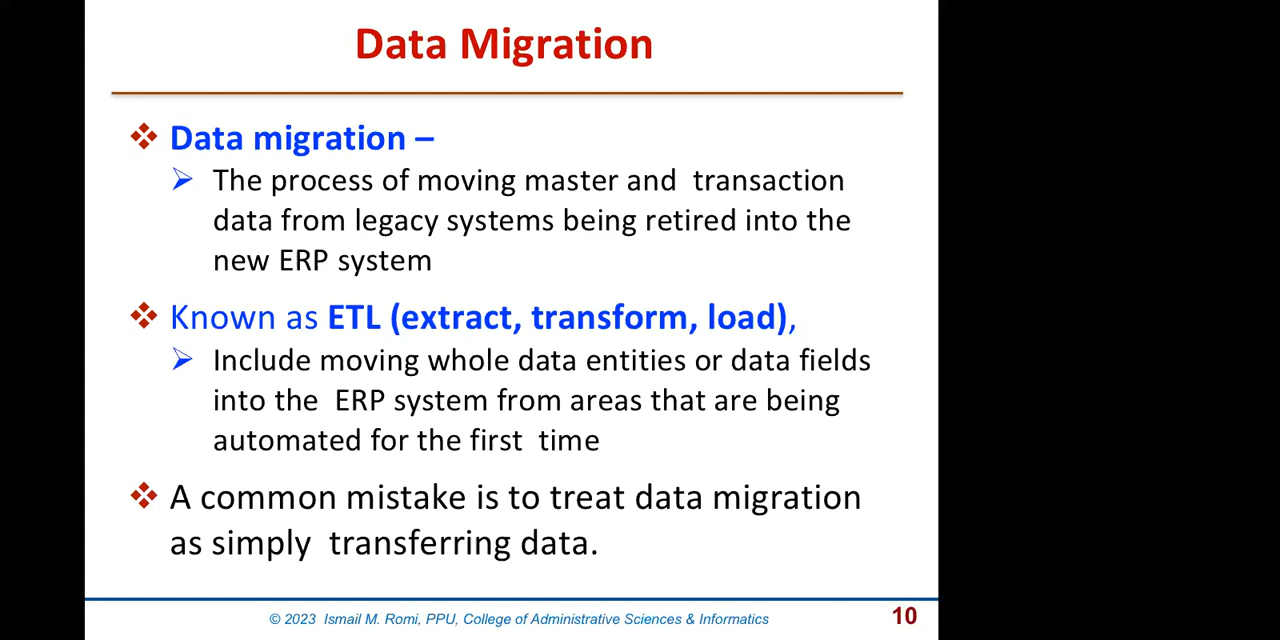 Data Migration
Data migration –
The process of moving master and transaction
data from legacy systems being retired into the
new ERP system
Known as ETL (extract, transform, load),
Include moving whole data entities or data fields
into the ERP system from areas that are being
automated for the first time
A common mistake is to treat data migration
as simply transferring data.
© 2023 Ismail M. Romi, PPU, College of Administrative Sciences & Informatics
10